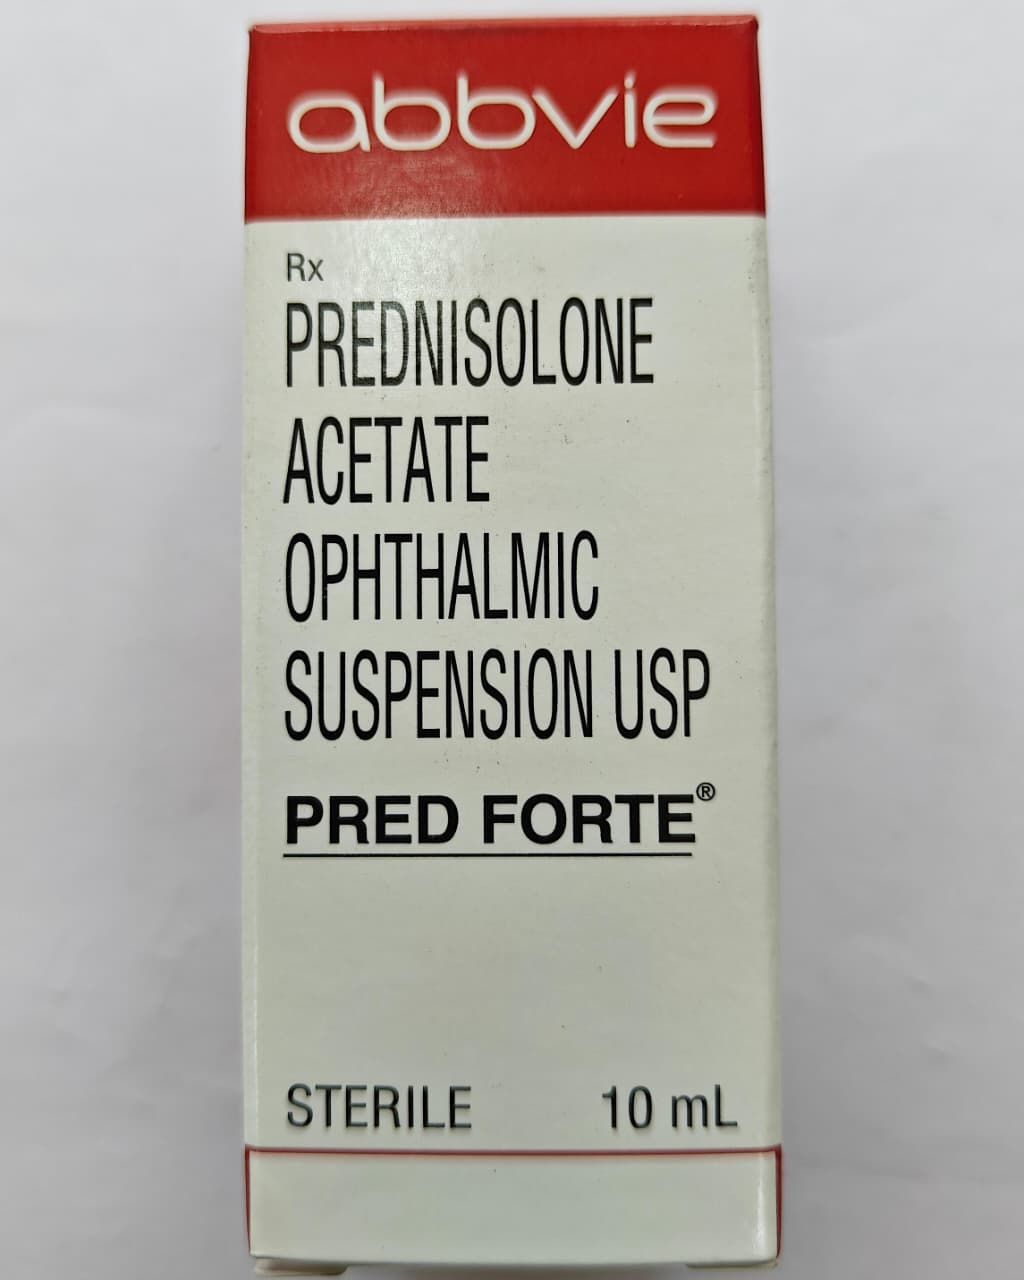 abbvie
Rx
PREDNISOLONE
ACETATE
OPHTHALMIC
SUSPENSION USP
PRED FORTE®
STERILE 10 mL